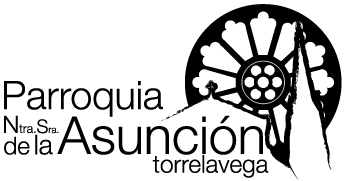 Parroquia
Ntra.Sra.
de la Asunción
torrelavega